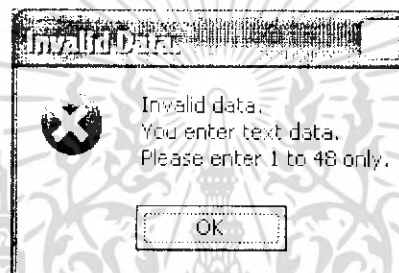 Invalid Data.
Invalid data.
You enter text data.
Please enter 1 to 48 only.
OK